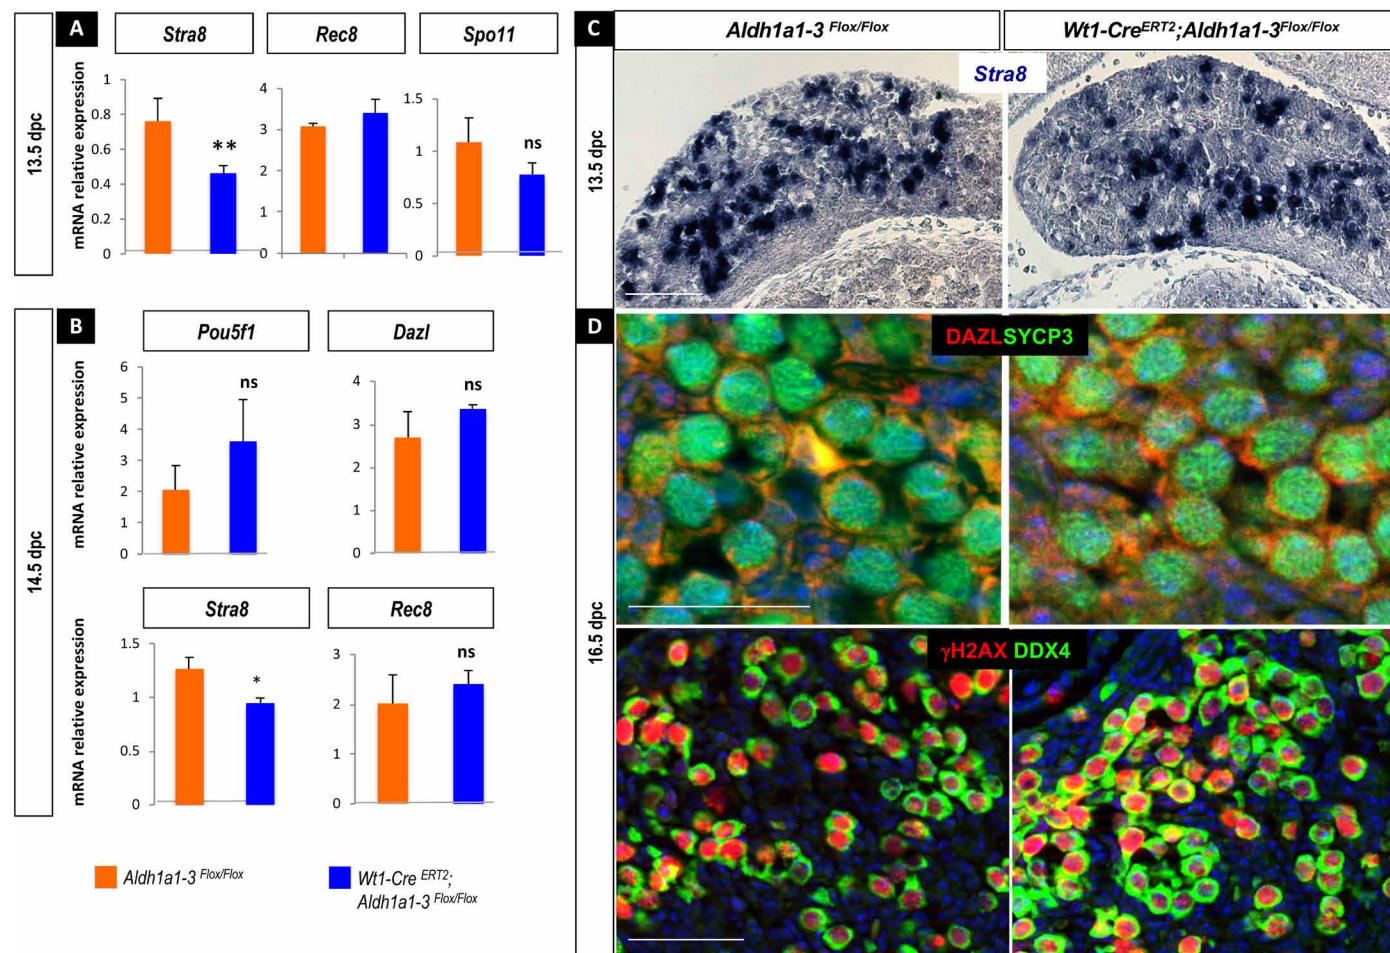 A
Stra8
Rec8
Spo11
13.5 dpc
mRNA relative expression
1
0.8
0.6
0.4
0.2
0
**
4
3
2
1
0
1.5
1
0.5
0
ns
B
Pou5f1
Dazl
14.5 dpc
mRNA relative expression
6
5
4
3
2
1
0
ns
4
3
2
1
0
ns
Stra8
Rec8
mRNA relative expression
1.5
1
0.5
0
*
3
2
1
0
ns
Aldh1a1-3 Flox/Flox
Wt1-Cre ERT2;
Aldh1a1-3 Flox/Flox
C
Aldh1a1-3 Flox/Flox
Wt1-CreERT2;Aldh1a1-3Flox/Flox
Stra8
13.5 dpc
D
DAZLSYCP3
16.5 dpc
γH2AX DDX4